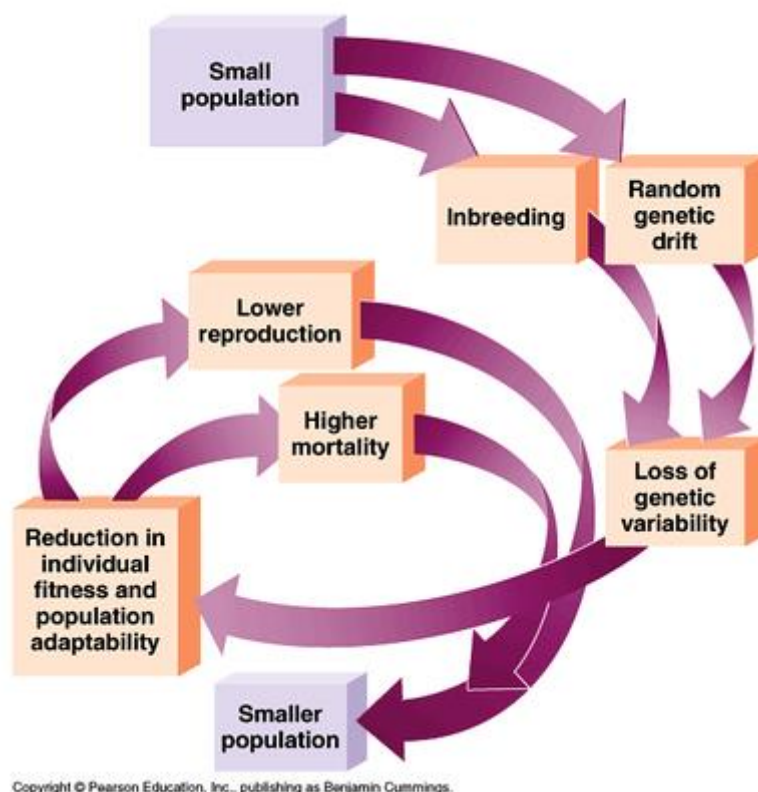 Small
population
Inbreeding
Random
genetic
drift
Lower
reproduction
Higher
mortality
Loss of
genetic
variability
Reduction in
individual
fitness and
population
adaptability
Smaller
population
Copyright © Pearson Education, Inc., publishing as Benjamin Cummings.